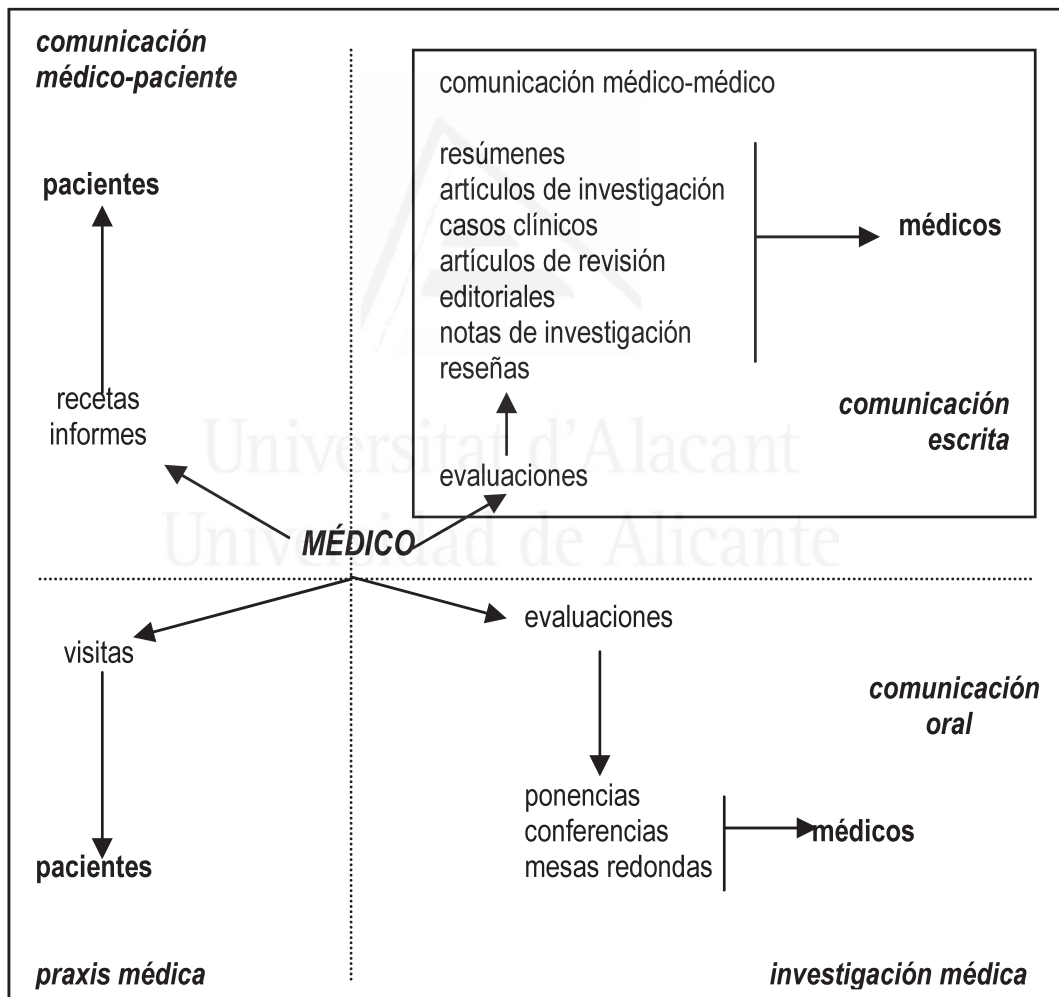 comunicación
médico-paciente
comunicación médico-médico
resúmenes
artículos de investigación
casos clínicos
artículos de revisión
editoriales
notas de investigación
reseñas
médicos
pacientes
comunicación
escrita
recetas
informes
evaluaciones
Universitat d'Alacant
Universidad de Alicante
MÉDICO
evaluaciones
visitas
comunicación
oral
ponencias
conferencias
mesas redondas
médicos
pacientes
praxis médica
investigación médica